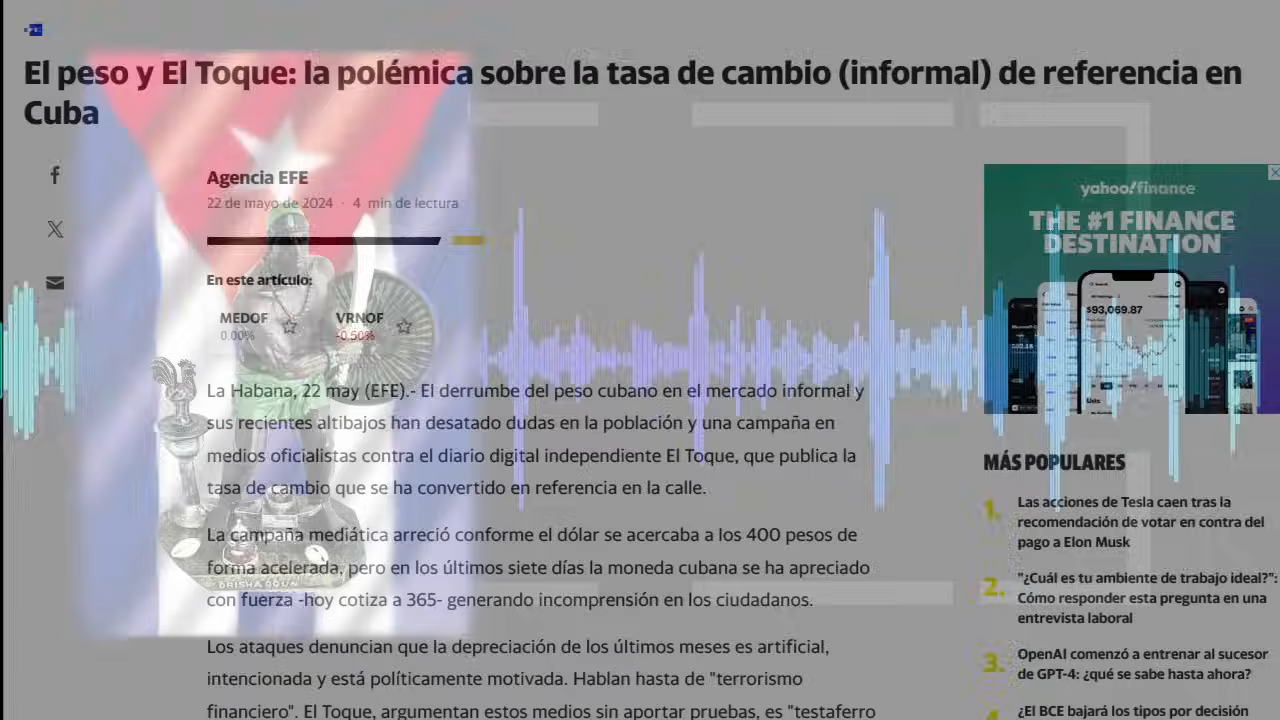 El peso y El Toque: la polémica sobre la tasa de cambio (informal) de referencia en
Cuba
Agencia EFE
22 de mayo de 2024 · 4 min de lectura
En este artículo:
MEDOF
0.00%
VRNOF
-0.50%
La Habana, 22 may (EFE).- El derrumbe del peso cubano en el mercado informal y
sus recientes altibajos han desatado dudas en la población y una campaña en
medios oficialistas contra el diario digital independiente El Toque, que publica la
tasa de cambio que se ha convertido en referencia en la calle.
La campaña mediática arreció conforme el dólar se acercaba a los 400 pesos de
forma acelerada, pero en los últimos siete días la moneda cubana se ha apreciado
con fuerza -hoy cotiza a 365- generando incomprensión en los ciudadanos.
Los ataques denuncian que la depreciación de los últimos meses es artificial,
intencionada y está políticamente motivada. Hablan hasta de "terrorismo
financiero". El Toque, argumentan estos medios sin aportar pruebas, es "testaferro
ORISHA OGUN
yahoo!finance
THE #1 FINANCE
DESTINATION
$93,069.87
MÁS POPULARES
1. Las acciones de Tesla caen tras la
recomendación de votar en contra del
pago a Elon Musk
2. "¿Cuál es tu ambiente de trabajo ideal?":
Cómo responder esta pregunta en una
entrevista laboral
3. OpenAI comenzó a entrenar al sucesor
de GPT-4: ¿qué se sabe hasta ahora?
4. ¿El BCE bajará los tipos por decisión